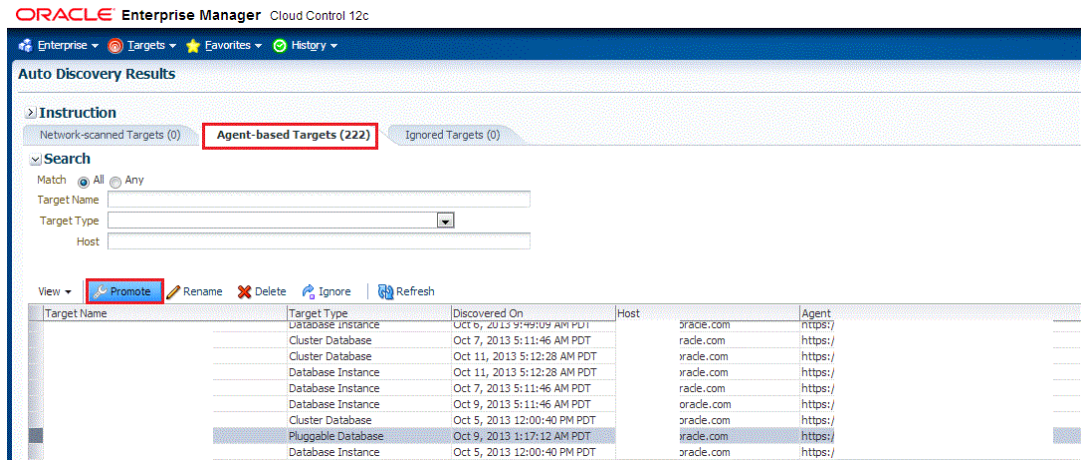 ORACLE Enterprise Manager Cloud Control 12c
Enterprise Targets Favorites History
Auto Discovery Results
Instruction
Network-scanned Targets (0) Agent-based Targets (222) Ignored Targets (0)
Search
Match All Any
Target Name
Target Type
Host
View Promote Rename Delete Ignore Refresh
Target Name Target Type Discovered On Host Agent
Database Instance Oct 6, 2013 9:49:09 AM PDT oracle.com https:/
Cluster Database Oct 7, 2013 5:11:46 AM PDT racle.com https:/
Cluster Database Oct 11, 2013 5:12:28 AM PDT oracle.com https:/
Database Instance Oct 11, 2013 5:12:28 AM PDT oracle.com https:/
Database Instance Oct 7, 2013 5:11:46 AM PDT racle.com https:/
Database Instance Oct 9, 2013 5:11:46 AM PDT oracle.com https:/
Cluster Database Oct 5, 2013 12:00:40 PM PDT oracle.com https:/
Pluggable Database Oct 9, 2013 1:17:12 AM PDT oracle.com https:/
Database Instance Oct 5, 2013 12:00:40 PM PDT oracle.com https:/